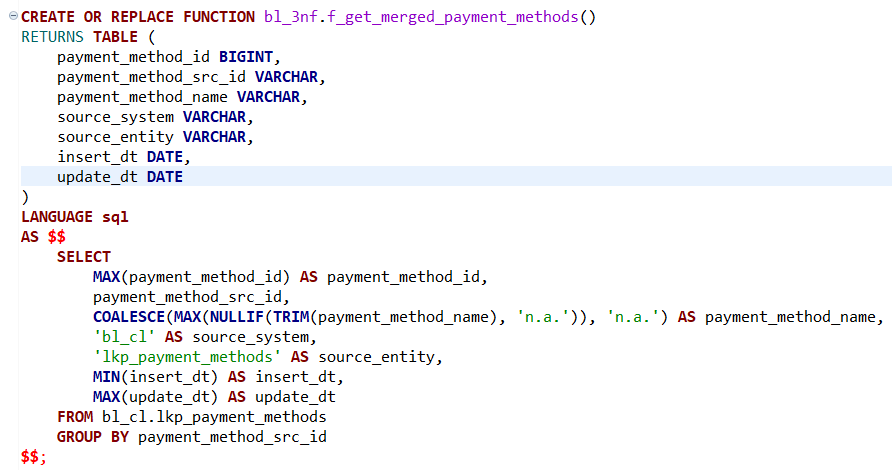 CREATE OR REPLACE FUNCTION bl_3nf.f_get_merged_payment_methods()
RETURNS TABLE (
    payment_method_id BIGINT,
    payment_method_src_id VARCHAR,
    payment_method_name VARCHAR,
    source_system VARCHAR,
    source_entity VARCHAR,
    insert_dt DATE,
    update_dt DATE
)
LANGUAGE sql
AS $$
    SELECT
        MAX(payment_method_id) AS payment_method_id,
        payment_method_src_id,
        COALESCE(MAX(NULLIF(TRIM(payment_method_name), 'n.a.')), 'n.a.') AS payment_method_name,
        'bl_cl' AS source_system,
        'lkp_payment_methods' AS source_entity,
        MIN(insert_dt) AS insert_dt,
        MAX(update_dt) AS update_dt
    FROM bl_cl.lkp_payment_methods
    GROUP BY payment_method_src_id
$$;